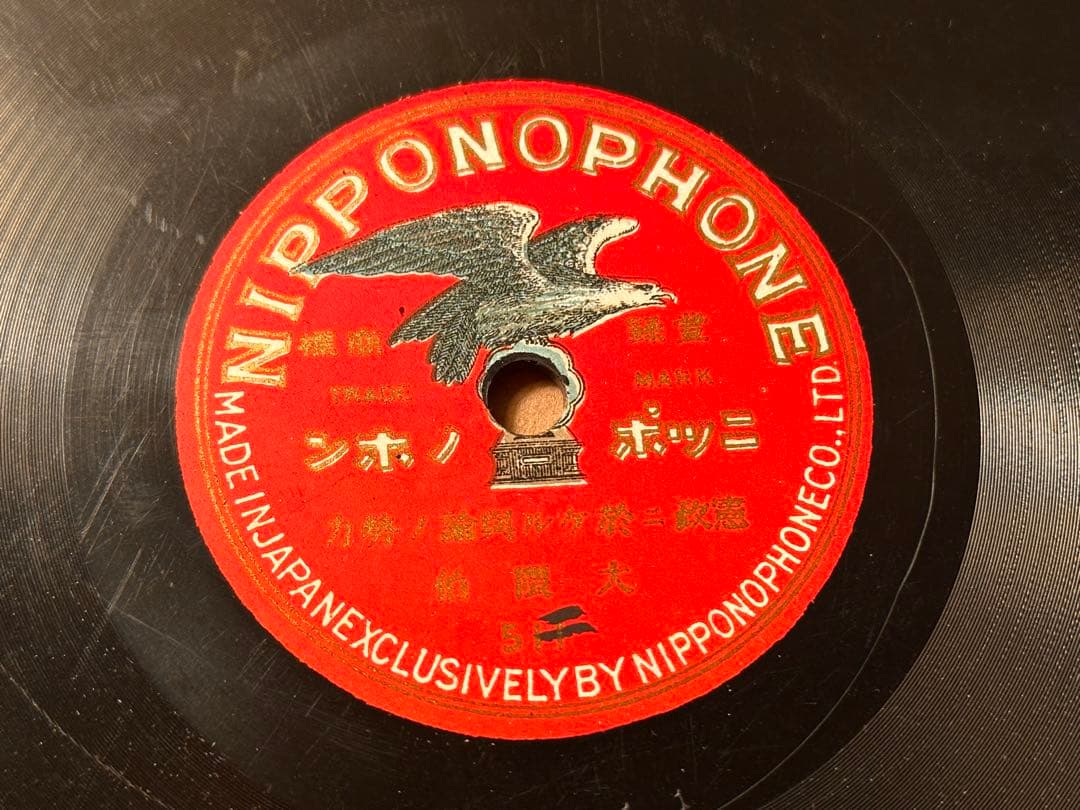 NIPPONOPHONE
登錄商標
TRADE MARK
ニッポノホン
憲政ニ於ケル輿論ノ勢力
大隈伯
MADE IN JAPAN EXCLUSIVELY BY NIPPONOPHONE CO., LTD.